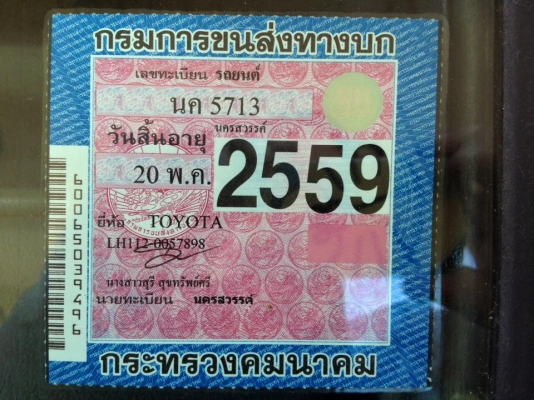 กรมการขนส่งทางบก
เลขทะเบียน รถยนต์
นค 5713
นครสวรรค์
วันสิ้นอายุ
20 พ.ค. 2559
ยี่ห้อ TOYOTA
LH112-0057898
นางสาวสุรี สุขทรัพย์ศรี
นายทะเบียน นครสวรรค์
กระทรวงคมนาคม
6006503949 6